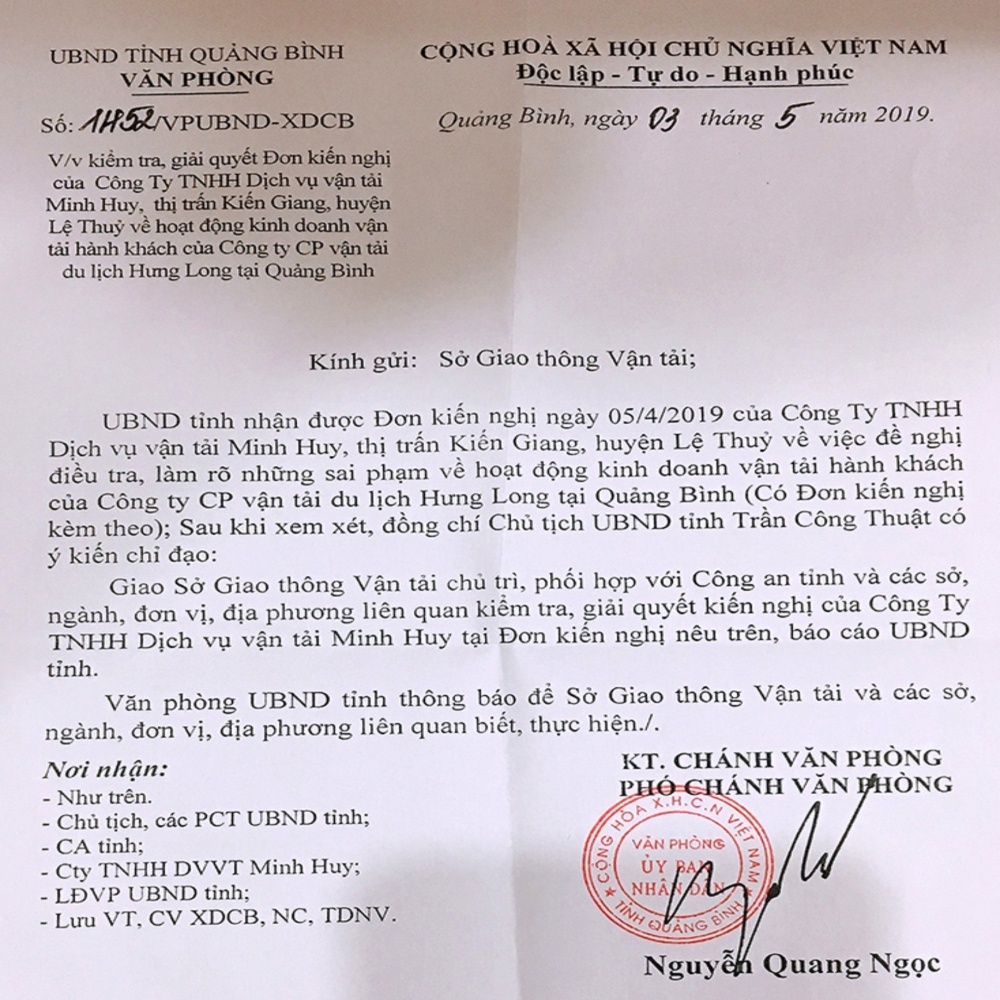 UBND TỈNH QUẢNG BÌNH
VĂN PHÒNG
CỘNG HOÀ XÃ HỘI CHỦ NGHĨA VIỆT NAM
Độc lập - Tự do - Hạnh phúc
Số: 1452/VPUBND-XDCB
Quảng Bình, ngày 03 tháng 5 năm 2019.
V/v kiểm tra, giải quyết Đơn kiến nghị
của Công Ty TNHH Dịch vụ vận tải
Minh Huy, thị trấn Kiến Giang, huyện
Lệ Thuỷ về hoạt động kinh doanh vận
tải hành khách của Công ty CP vận tải
du lịch Hưng Long tại Quảng Bình
Kính gửi: Sở Giao thông Vận tải;
UBND tỉnh nhận được Đơn kiến nghị ngày 05/4/2019 của Công Ty TNHH
Dịch vụ vận tải Minh Huy, thị trấn Kiến Giang, huyện Lệ Thuỷ về việc đề nghị
điều tra, làm rõ những sai phạm về hoạt động kinh doanh vận tải hành khách
của Công ty CP vận tải du lịch Hưng Long tại Quảng Bình (Có Đơn kiến nghị
kèm theo); Sau khi xem xét, đồng chí Chủ tịch UBND tỉnh Trần Công Thuật có
ý kiến chỉ đạo:
Giao Sở Giao thông Vận tải chủ trì, phối hợp với Công an tỉnh và các sở,
ngành, đơn vị, địa phương liên quan kiểm tra, giải quyết kiến nghị của Công Ty
TNHH Dịch vụ vận tải Minh Huy tại Đơn kiến nghị nêu trên, báo cáo UBND
tỉnh.
Văn phòng UBND tỉnh thông báo để Sở Giao thông Vận tải và các sở,
ngành, đơn vị, địa phương liên quan biết, thực hiện./.
Nơi nhận:
- Như trên.
- Chủ tịch, các PCT UBND tỉnh;
- CA tỉnh;
- Cty TNHH DVVT Minh Huy;
- LĐVP UBND tỉnh;
- Lưu VT, CV XDCB, NC, TDNV.
KT. CHÁNH VĂN PHÒNG
PHÓ CHÁNH VĂN PHÒNG
CỘNG HÒA X.H.C.N VIỆT NAM
VĂN PHÒNG
ỦY BAN
NHÂN DÂN
TỈNH QUẢNG BÌNH
Nguyễn Quang Ngọc